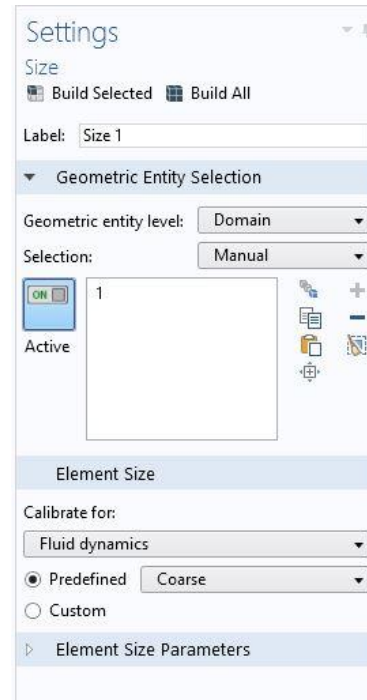 Settings
Size
Build Selected Build All
Label: Size 1
Geometric Entity Selection
Geometric entity level: Domain
Selection: Manual
ON 1
Active
Element Size
Calibrate for:
Fluid dynamics
Predefined Coarse
Custom
Element Size Parameters